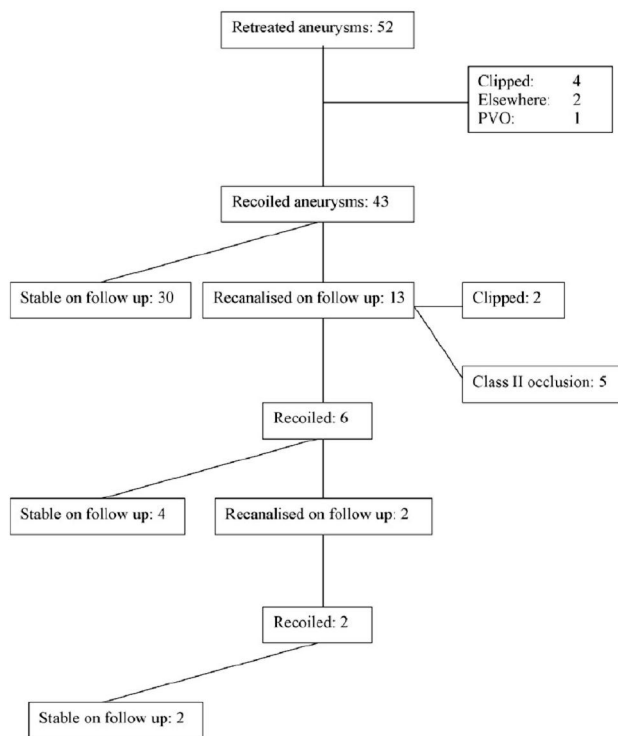 Retreated aneurysms: 52
Clipped: 4
Elsewhere: 2
PVO: 1
Recoiled aneurysms: 43
Stable on follow up: 30
Recanalised on follow up: 13
Clipped: 2
Class II occlusion: 5
Recoiled: 6
Stable on follow up: 4
Recanalised on follow up: 2
Recoiled: 2
Stable on follow up: 2